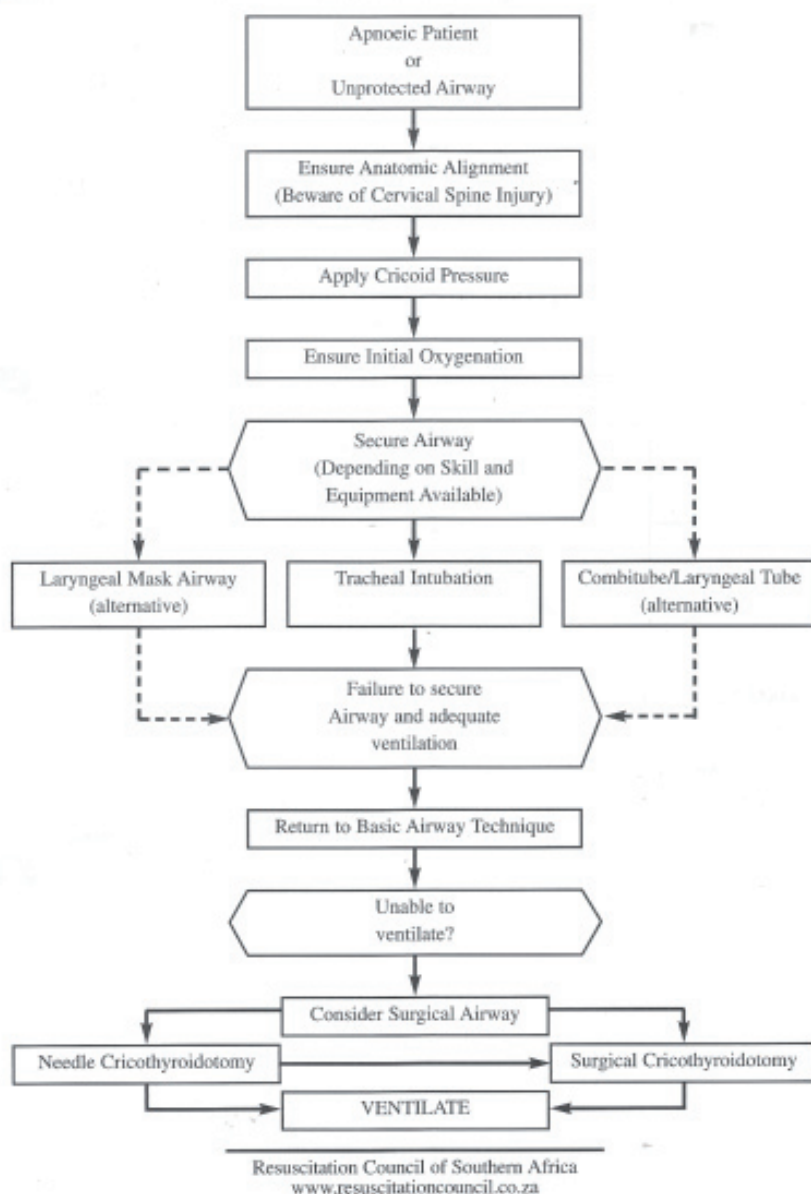 Apnoeic Patient
or
Unprotected Airway
Ensure Anatomic Alignment
(Beware of Cervical Spine Injury)
Apply Cricoid Pressure
Ensure Initial Oxygenation
Secure Airway
(Depending on Skill and
Equipment Available)
Laryngeal Mask Airway
(alternative)
Tracheal Intubation
Combitube/Laryngeal Tube
(alternative)
Failure to secure
Airway and adequate
ventilation
Return to Basic Airway Technique
Unable to
ventilate?
Consider Surgical Airway
Needle Cricothyroidotomy
Surgical Cricothyroidotomy
VENTILATE
Resuscitation Council of Southern Africa
www.resuscitationcouncil.co.za